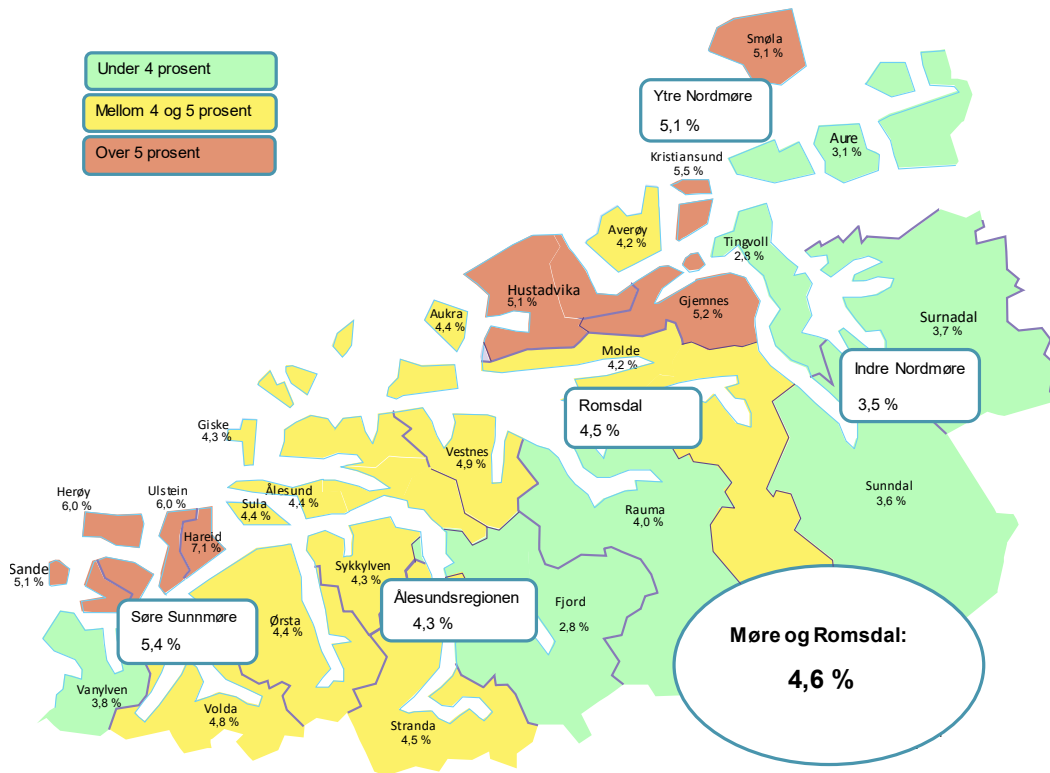 Under 4 prosent
Mellom 4 og 5 prosent
Over 5 prosent
Smøla
5,1 %
Ytre Nordmøre
5,1 %
Aure
3,1 %
Kristiansund
5,5 %
Averøy
4,2 %
Tingvoll
2,8 %
Hustadvika
5,1 %
Gjemnes
5,2 %
Surnadal
3,7 %
Aukra
4,4 %
Molde
4,2 %
Indre Nordmøre
3,5 %
Romsdal
4,5 %
Giske
4,3 %
Vestnes
4,9 %
Sunndal
3,6 %
Herøy
6,0 %
Ulstein
6,0 %
Ålesund
4,4 %
Sula
4,4 %
Rauma
4,0 %
Hareid
7,1 %
Sande
5,1 %
Sykkylven
4,3 %
Ålesundsregionen
4,3 %
Fjord
2,8 %
Søre Sunnmøre
5,4 %
Ørsta
4,4 %
Møre og Romsdal:
4,6 %
Vanylven
3,8 %
Volda
4,8 %
Stranda
4,5 %